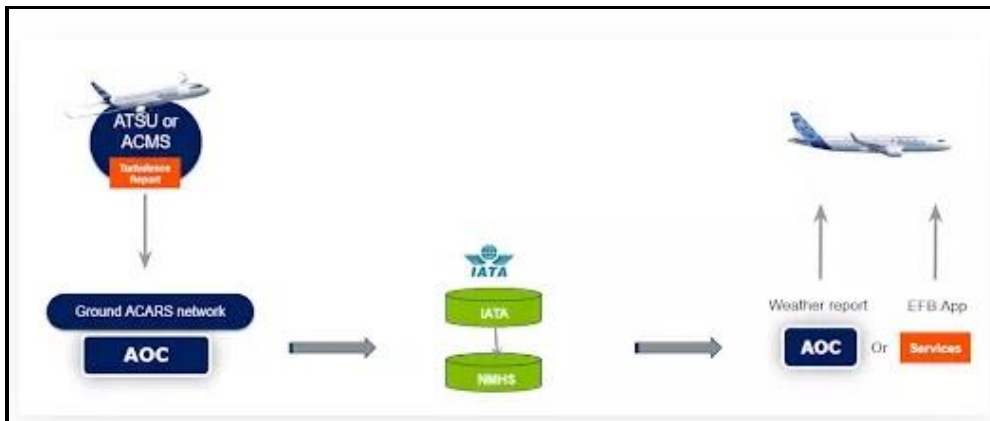 ATSU or
ACMS
Turbulence
Report
Ground ACARS network
AOC
IATA
IATA
NMHS
Weather report
EFB App
AOC
Or
Services